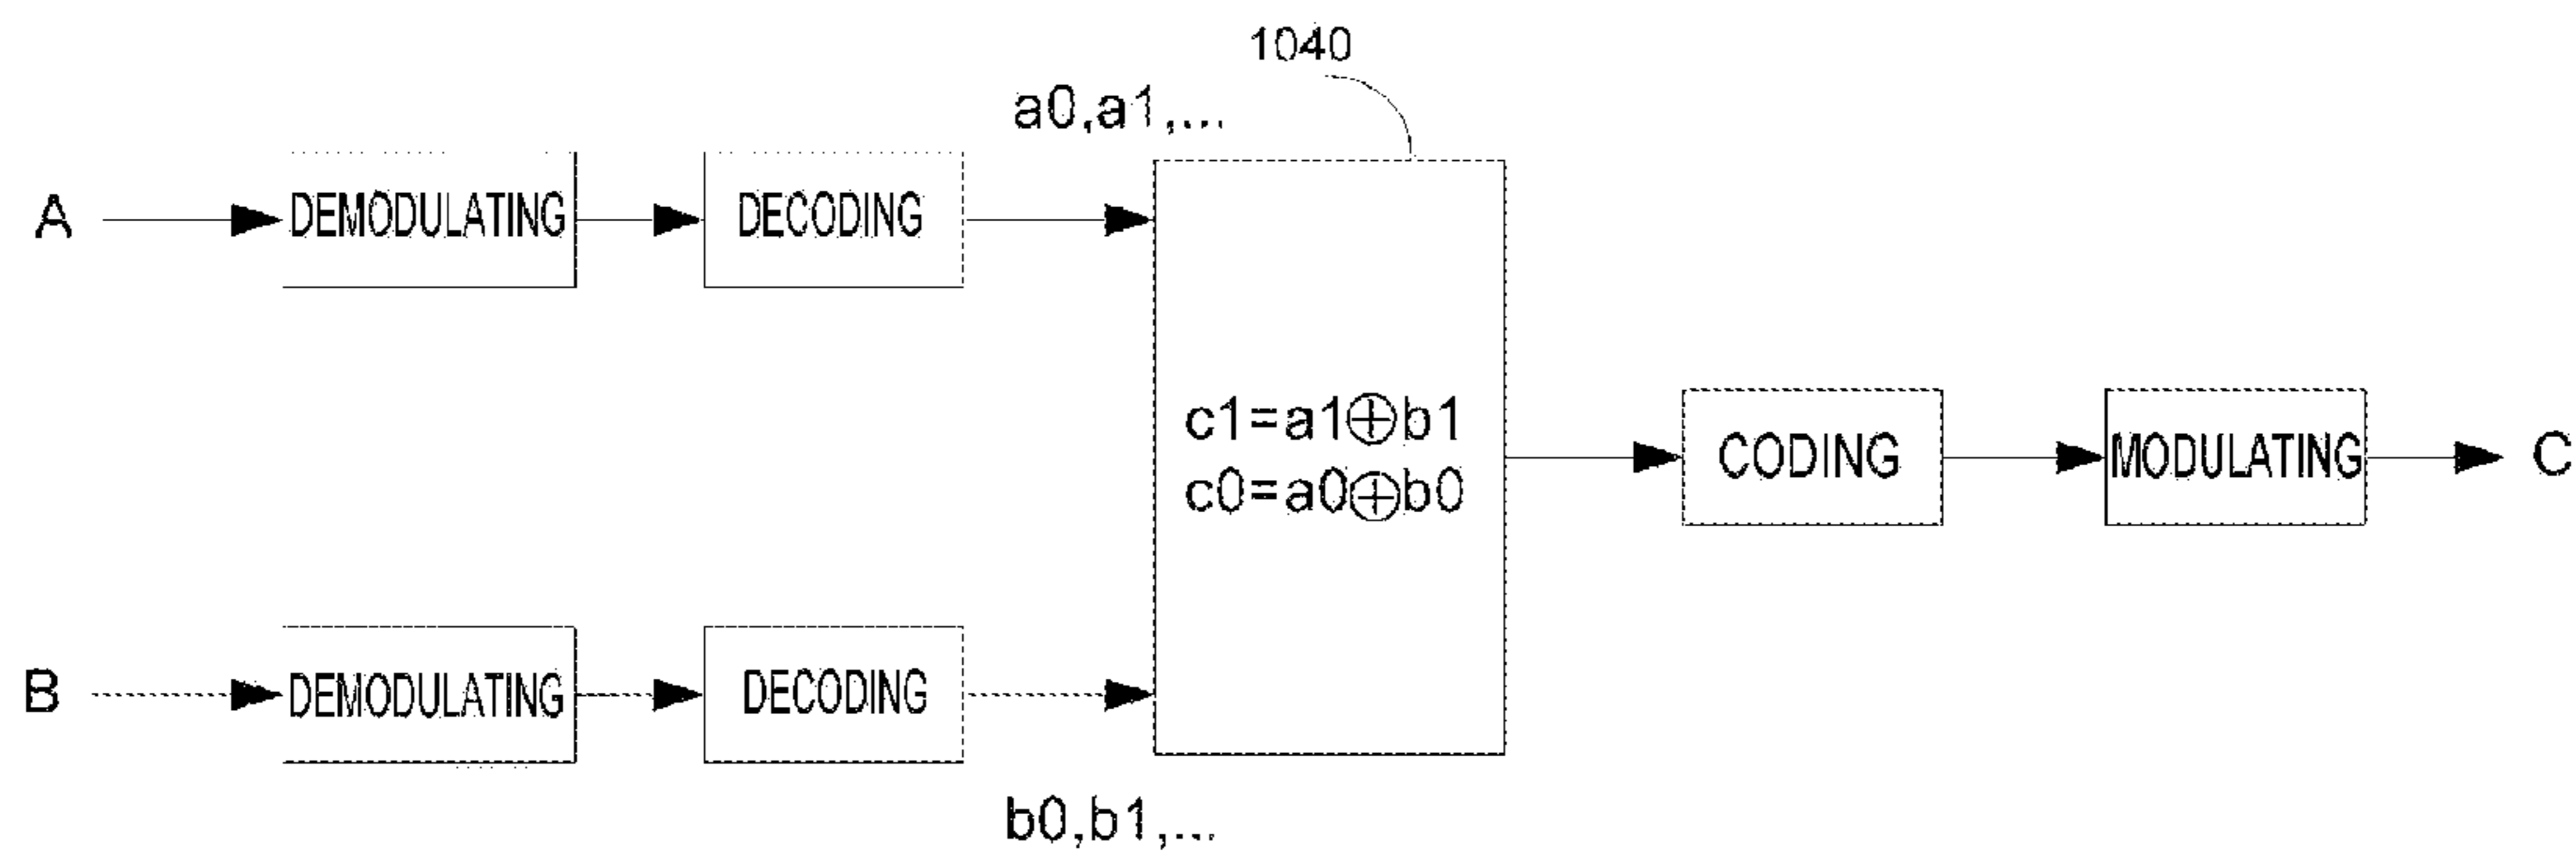 1040
a0,a1,...
A
DEMODULATING
DECODING
c1=a1⊕b1
c0=a0⊕b0
CODING
MODULATING
C
B
DEMODULATING
DECODING
b0,b1,...